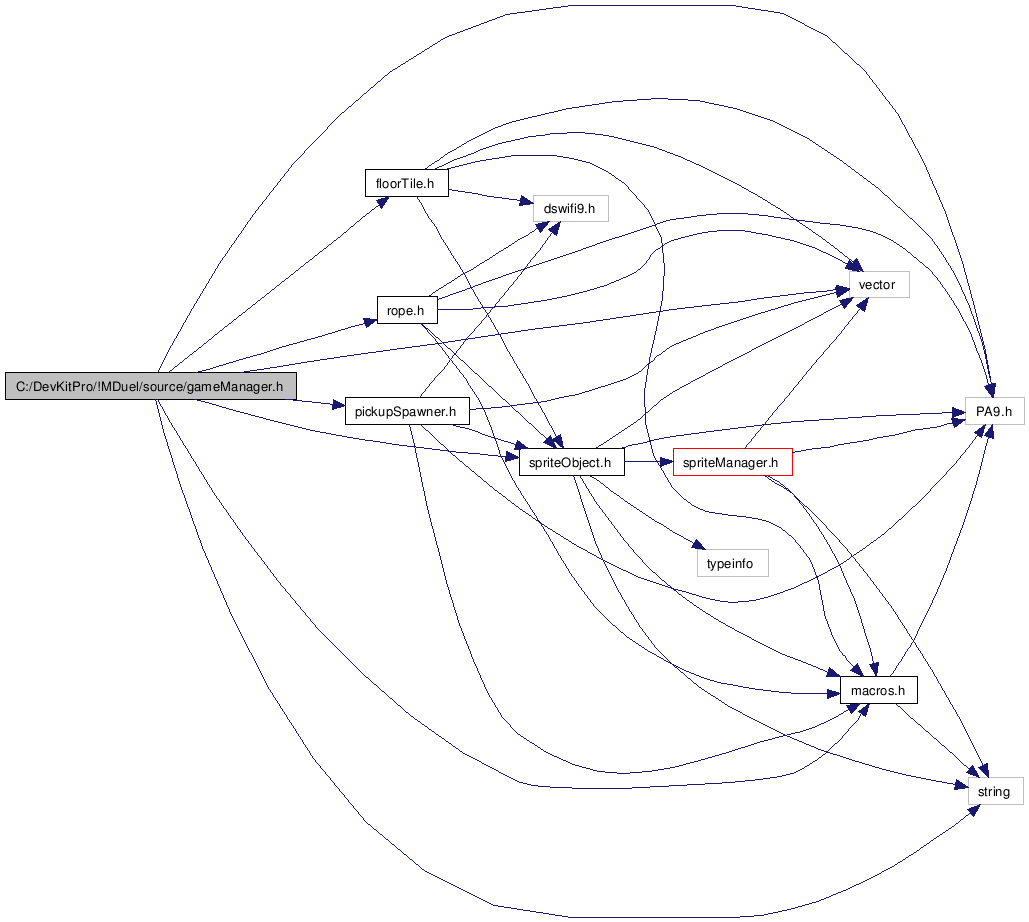 floorTile.h
dswifi9.h
vector
rope.h
C:/DevKitPro/!MDuel/source/gameManager.h
pickupSpawner.h
PA9.h
spriteObject.h
spriteManager.h
typeinfo
macros.h
string